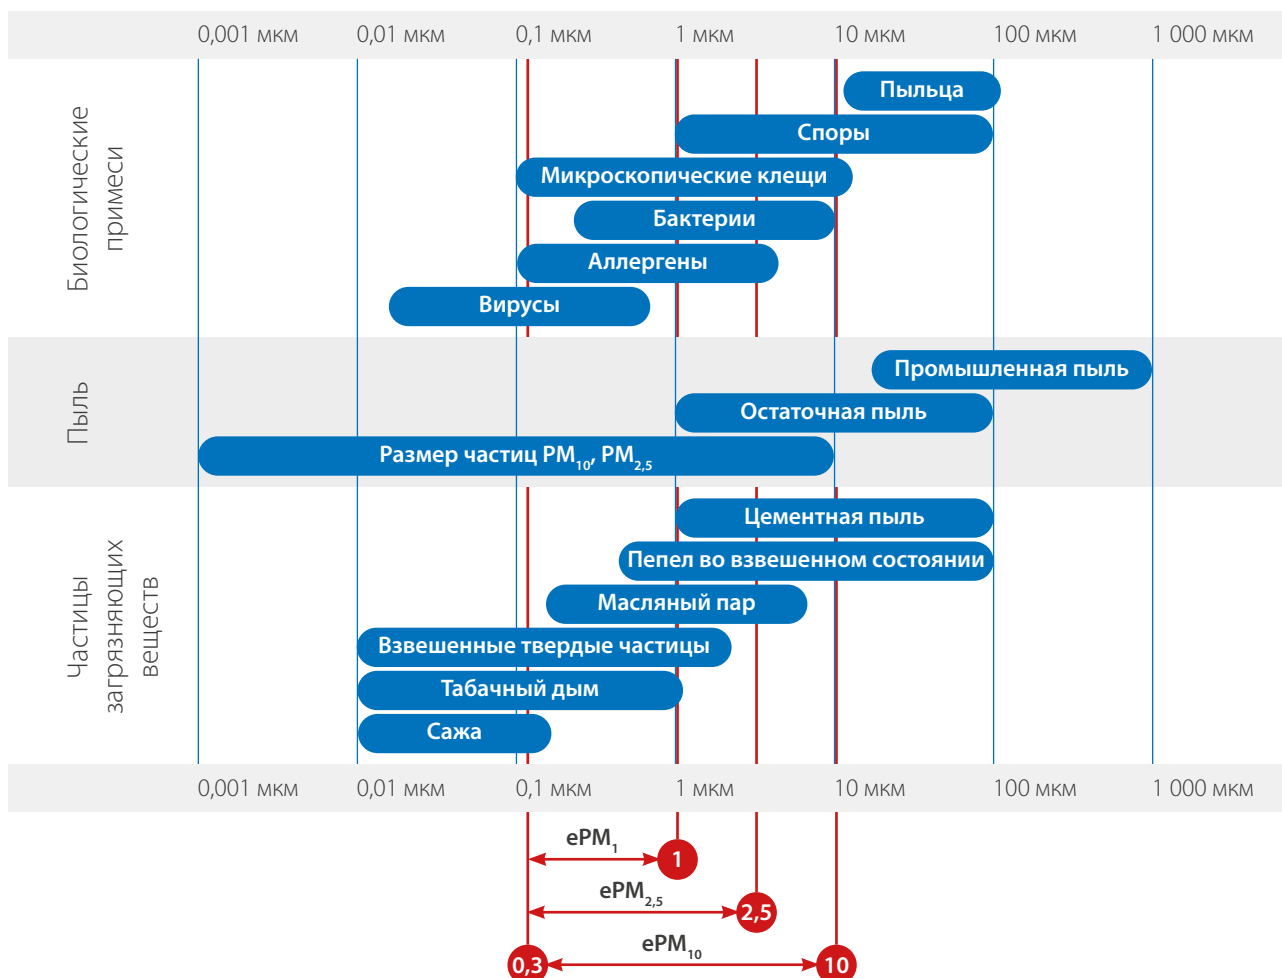 0,001 мкм 0,01 мкм 0,1 мкм 1 мкм 10 мкм 100 мкм 1 000 мкм
Биологические
примеси
Пыльца
Споры
Микроскопические клещи
Бактерии
Аллергены
Вирусы
Пыль
Промышленная пыль
Остаточная пыль
Размер частиц PM10, PM2,5
Частицы
загрязняющих
веществ
Цементная пыль
Пепел во взвешенном состоянии
Масляный пар
Взвешенные твердые частицы
Табачный дым
Сажа
0,001 мкм 0,01 мкм 0,1 мкм 1 мкм 10 мкм 100 мкм 1 000 мкм
ePM1
1
ePM2,5
2,5
ePM10
0,3
10